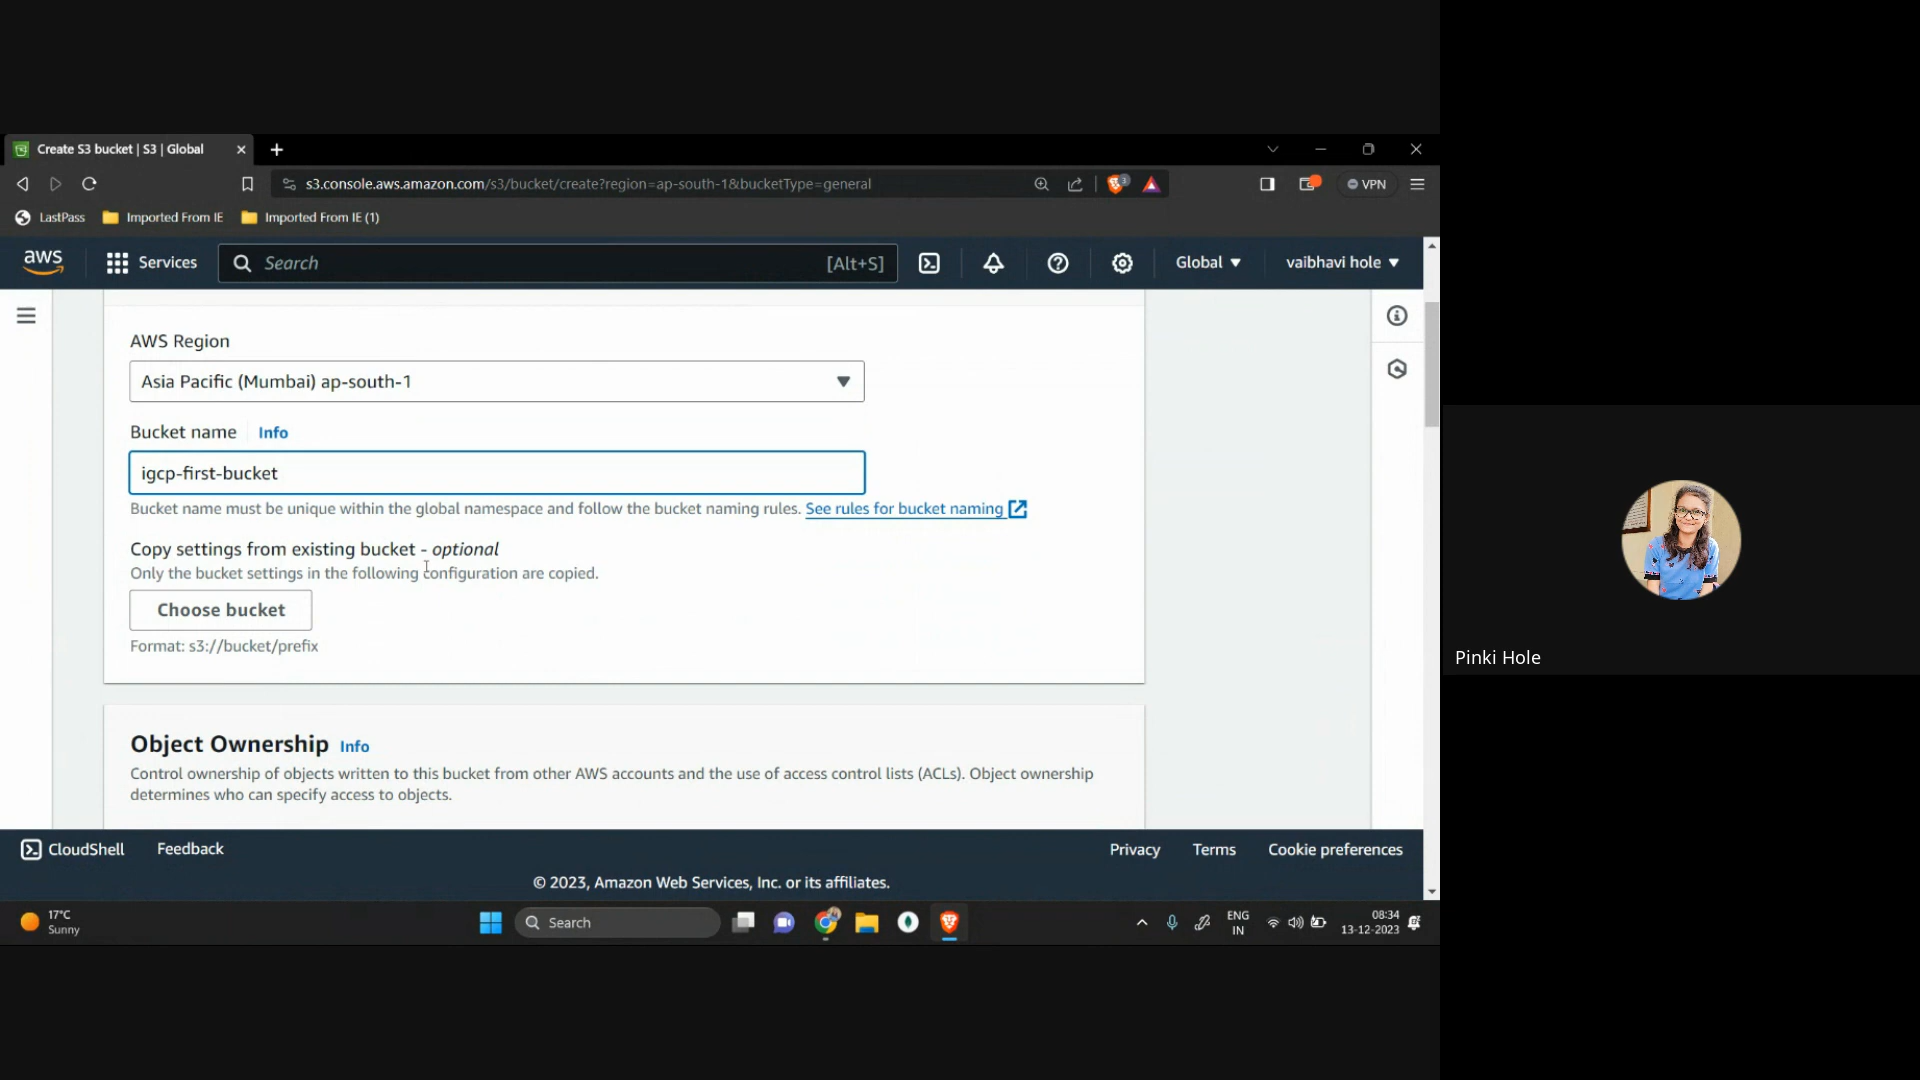 Create S3 bucket | S3 | Global
s3.console.aws.amazon.com/s3/bucket/create?region=ap-south-1&bucketType=general
3
VPN
LastPass
Imported From IE
Imported From IE (1)
aws
Services
Search
[Alt+S]
Global
vaibhavi hole
AWS Region
Asia Pacific (Mumbai) ap-south-1
Bucket name
Info
igcp-first-bucket
Bucket name must be unique within the global namespace and follow the bucket naming rules. See rules for bucket naming
Copy settings from existing bucket - optional
Only the bucket settings in the following configuration are copied.
Choose bucket
Format: s3://bucket/prefix
Object Ownership
Info
Control ownership of objects written to this bucket from other AWS accounts and the use of access control lists (ACLs). Object ownership
determines who can specify access to objects.
CloudShell
Feedback
Privacy
Terms
Cookie preferences
© 2023, Amazon Web Services, Inc. or its affiliates.
17°C
Sunny
Search
ENG
IN
08:34
13-12-2023
Pinki Hole